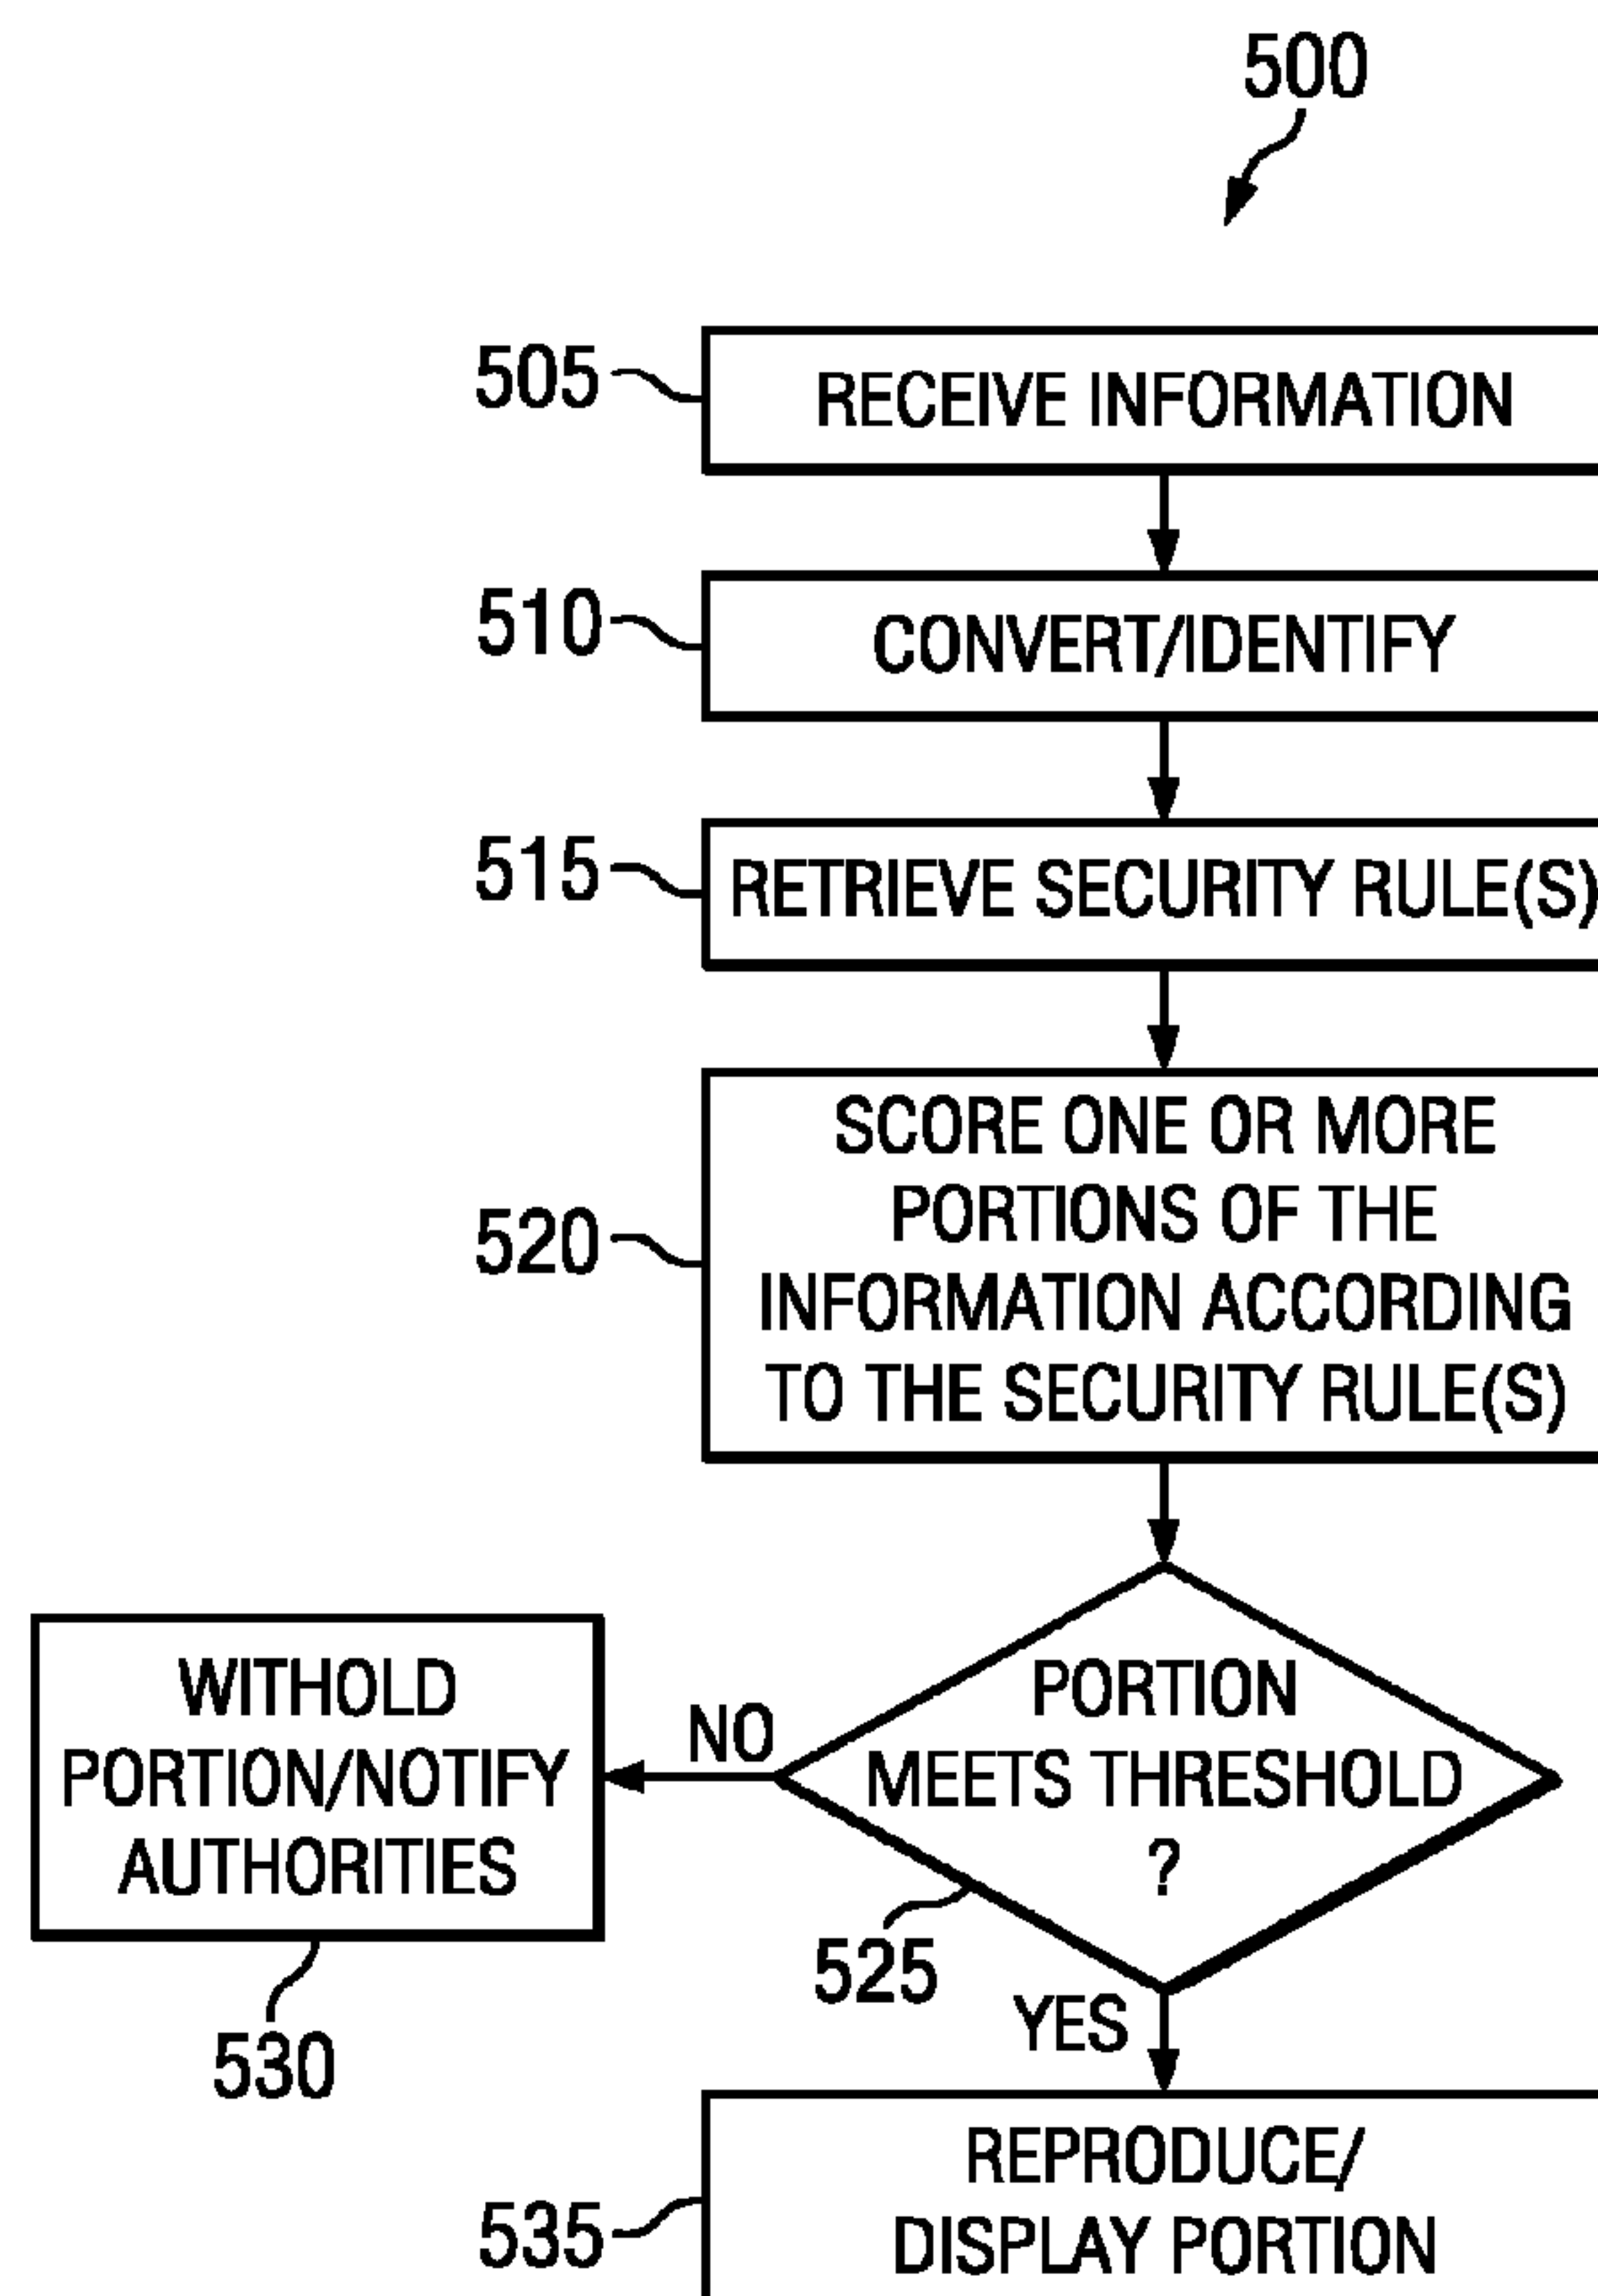 500
505
RECEIVE INFORMATION
510
CONVERT/IDENTIFY
515
RETRIEVE SECURITY RULE(S)
520
SCORE ONE OR MORE
PORTIONS OF THE
INFORMATION ACCORDING
TO THE SECURITY RULE(S)
PORTION
MEETS THRESHOLD
?
525
NO
WITHOLD
PORTION/NOTIFY
AUTHORITIES
530
YES
535
REPRODUCE/
DISPLAY PORTION